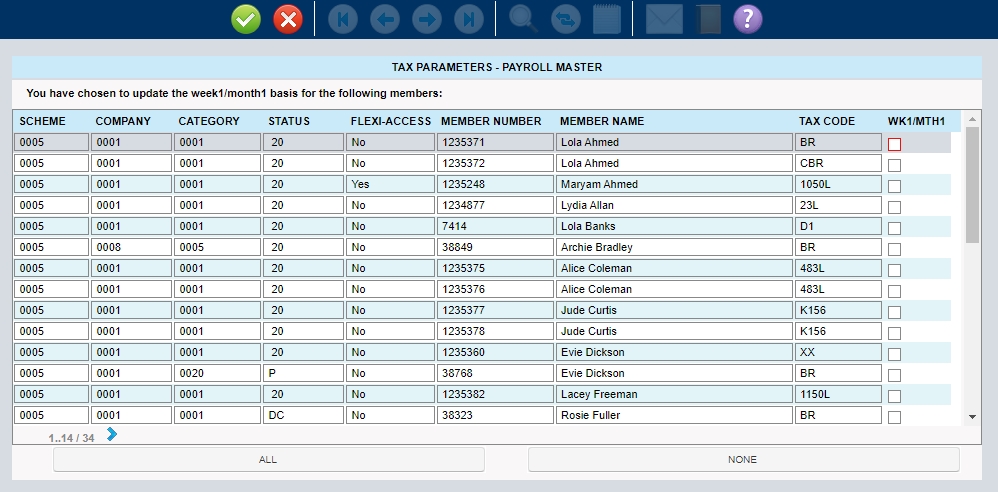 ?
TAX PARAMETERS - PAYROLL MASTER
You have chosen to update the week1/month1 basis for the following members:
SCHEME COMPANY CATEGORY STATUS FLEXI-ACCESS MEMBER NUMBER MEMBER NAME TAX CODE WK1/MTH1
0005 0001 0001 20 No 1235371 Lola Ahmed BR
0005 0001 0001 20 No 1235372 Lola Ahmed CBR
0005 0001 0001 20 Yes 1235248 Maryam Ahmed 1050L
0005 0001 0001 20 No 1234877 Lydia Allan 23L
0005 0001 0001 20 No 7414 Lola Banks D1
0005 0008 0005 20 No 38849 Archie Bradley BR
0005 0001 0001 20 No 1235375 Alice Coleman 483L
0005 0001 0001 20 No 1235376 Alice Coleman 483L
0005 0001 0001 20 No 1235377 Jude Curtis K156
0005 0001 0001 20 No 1235378 Jude Curtis K156
0005 0001 0001 20 No 1235360 Evie Dickson XX
0005 0001 0020 P No 38768 Evie Dickson BR
0005 0001 0001 20 No 1235382 Lacey Freeman 1150L
0005 0001 0001 DC No 38323 Rosie Fuller BR
1..14 / 34
ALL NONE